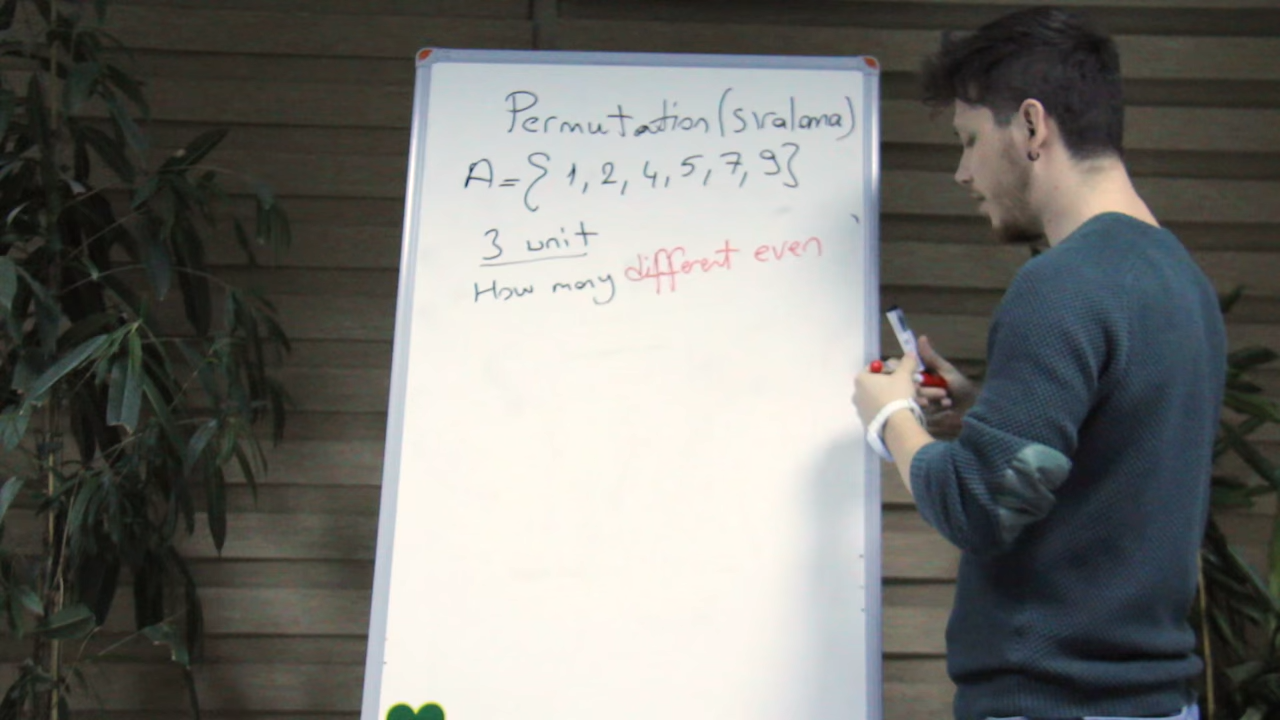 Permutation (Sıralama)
A = { 1, 2, 4, 5, 7, 9}
3 unit
How many different even